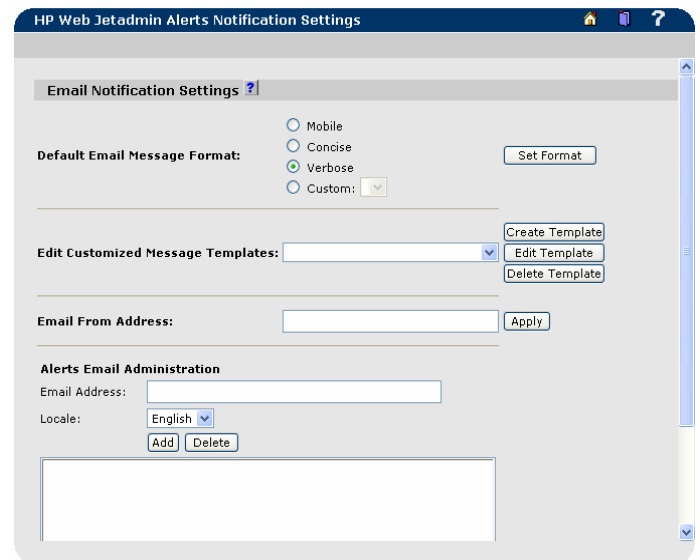 HP Web Jetadmin Alerts Notification Settings ?
Email Notification Settings ?
Mobile
Concise
Default Email Message Format:
Verbose
Set Format
Custom:
Create Template
Edit Customized Message Templates:
Edit Template
Delete Template
Email From Address:
Apply
Alerts Email Administration
Email Address:
Locale:
English
Add Delete